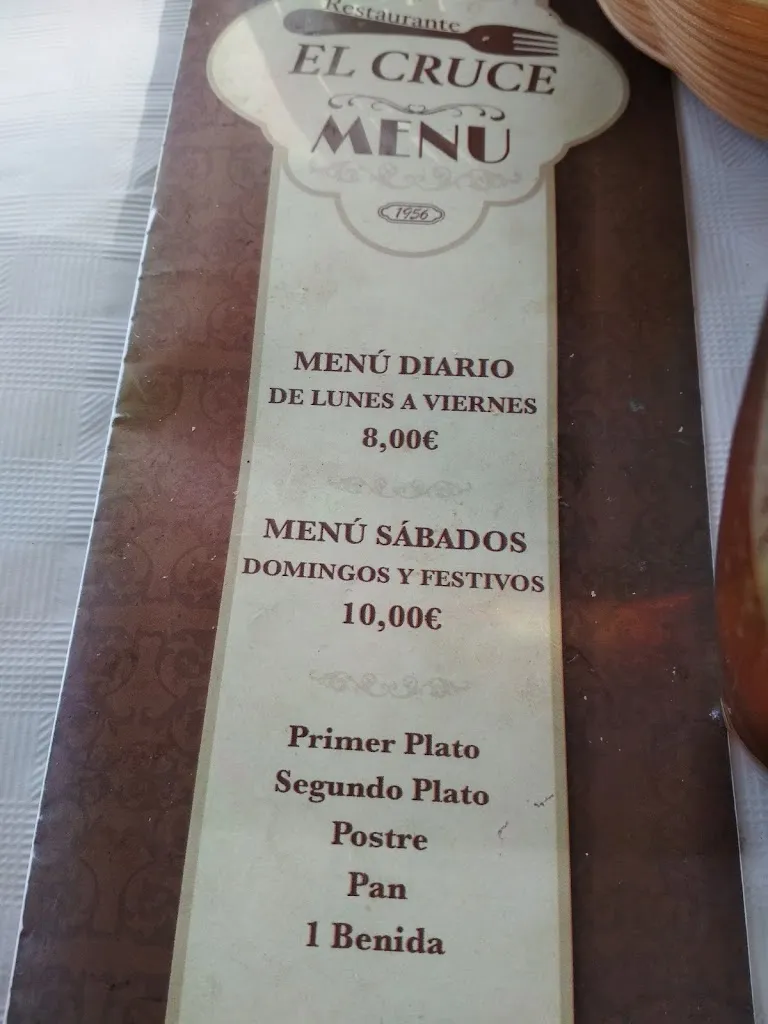 Restaurante
EL CRUCE
MENÚ
1956
MENÚ DIARIO
DE LUNES A VIERNES
8,00€
MENÚ SÁBADOS
DOMINGOS Y FESTIVOS
10,00€
Primer Plato
Segundo Plato
Postre
Pan
1 Benida